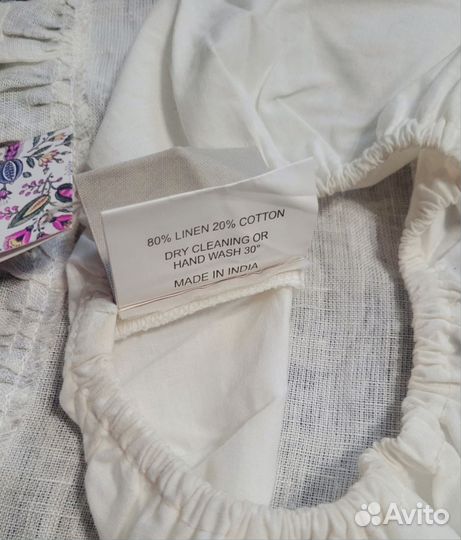 80% LINEN 20% COTTON
DRY CLEANING OR
HAND WASH 30"
MADE IN INDIA
Avito